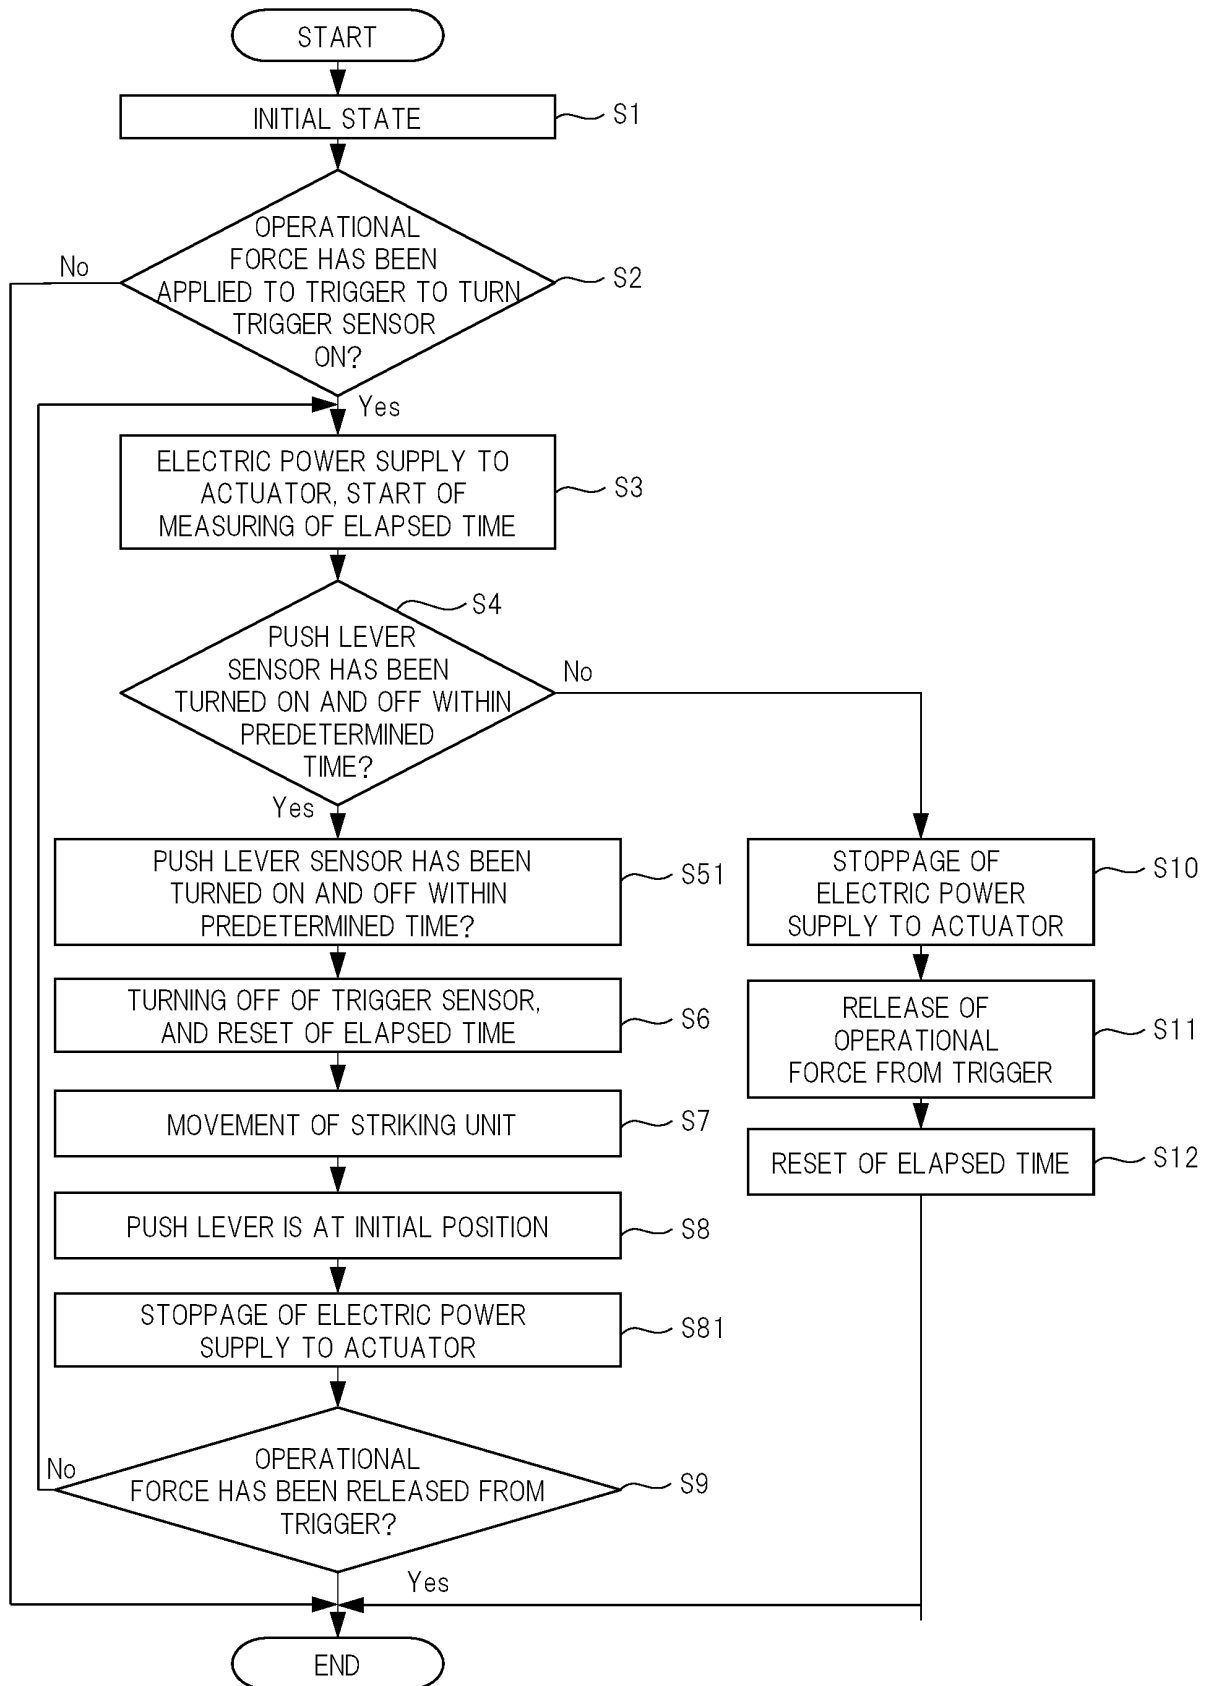 START
INITIAL STATE
S1
OPERATIONAL
FORCE HAS BEEN
APPLIED TO TRIGGER TO TURN
TRIGGER SENSOR
ON?
S2
No
Yes
ELECTRIC POWER SUPPLY TO
ACTUATOR, START OF
MEASURING OF ELAPSED TIME
S3
S4
PUSH LEVER
SENSOR HAS BEEN
TURNED ON AND OFF WITHIN
PREDETERMINED
TIME?
No
Yes
PUSH LEVER SENSOR HAS BEEN
TURNED ON AND OFF WITHIN
PREDETERMINED TIME?
S51
TURNING OFF OF TRIGGER SENSOR,
AND RESET OF ELAPSED TIME
S6
MOVEMENT OF STRIKING UNIT
S7
PUSH LEVER IS AT INITIAL POSITION
S8
STOPPAGE OF ELECTRIC POWER
SUPPLY TO ACTUATOR
S81
OPERATIONAL
FORCE HAS BEEN RELEASED FROM
TRIGGER?
S9
No
Yes
STOPPAGE OF
ELECTRIC POWER
SUPPLY TO ACTUATOR
S10
RELEASE OF
OPERATIONAL
FORCE FROM TRIGGER
S11
RESET OF ELAPSED TIME
S12
END